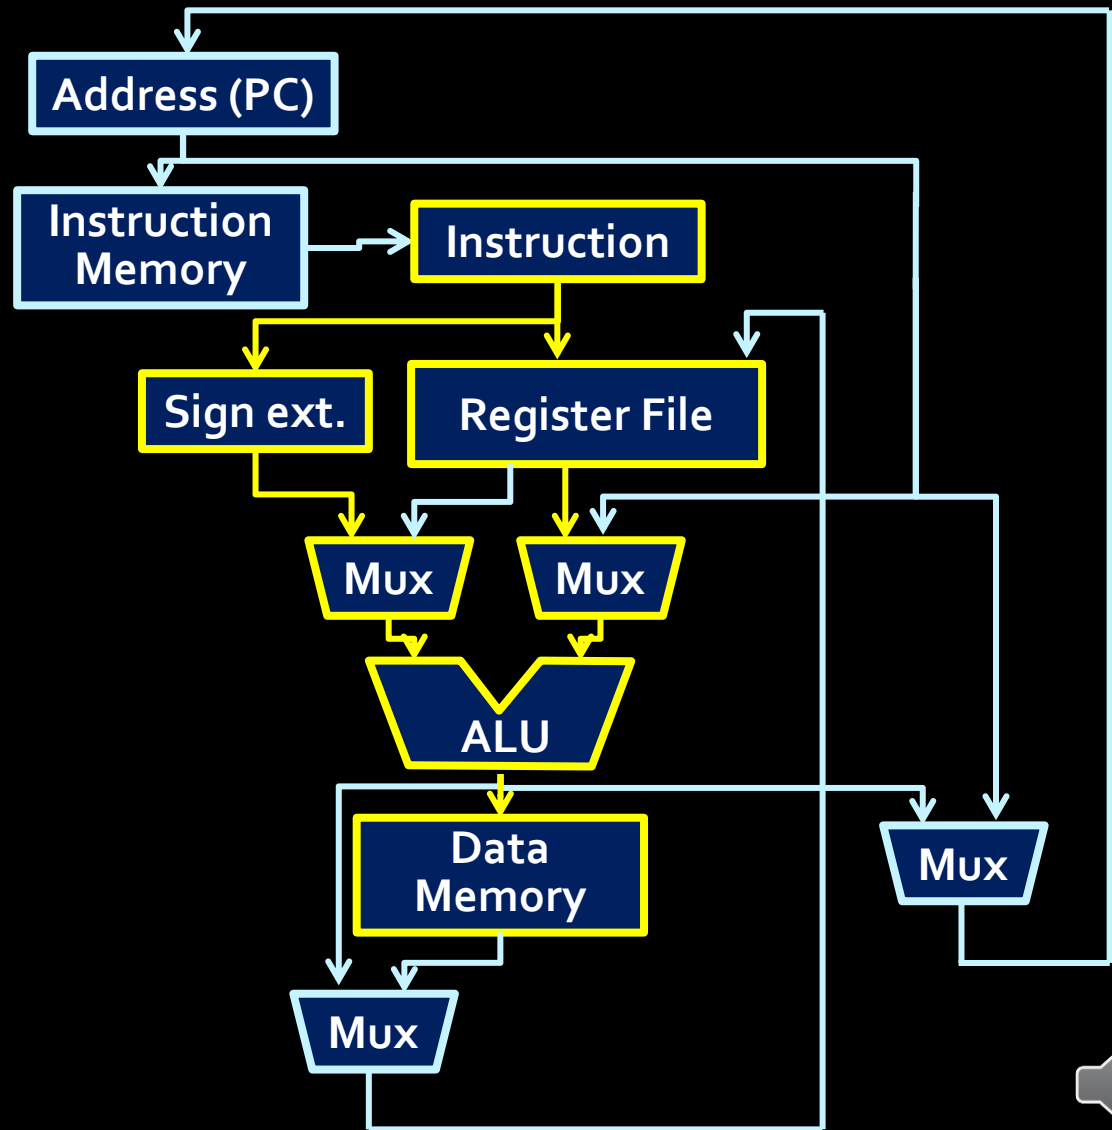 Address (PC)
Instruction
Memory
Instruction
Sign ext.
Register File
Mux
Mux
ALU
Data
Memory
Mux
Mux